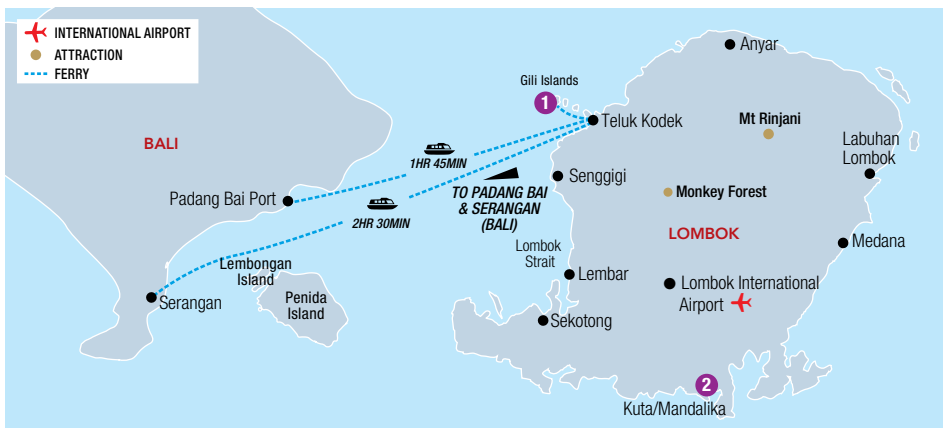 INTERNATIONAL AIRPORT
ATTRACTION
FERRY
Anyar
Gili Islands
1
Teluk Kodek
Mt Rinjani
BALI
Labuhan
Lombok
1HR 45MIN
Senggigi
Padang Bai Port
TO PADANG BAI
& SERANGAN
(BALI)
Monkey Forest
2HR 30MIN
LOMBOK
Medana
Lombok
Strait
Lembongan
Island
Lembar
Lombok International
Airport
Penida
Island
Serangan
Sekotong
2
Kuta/Mandalika